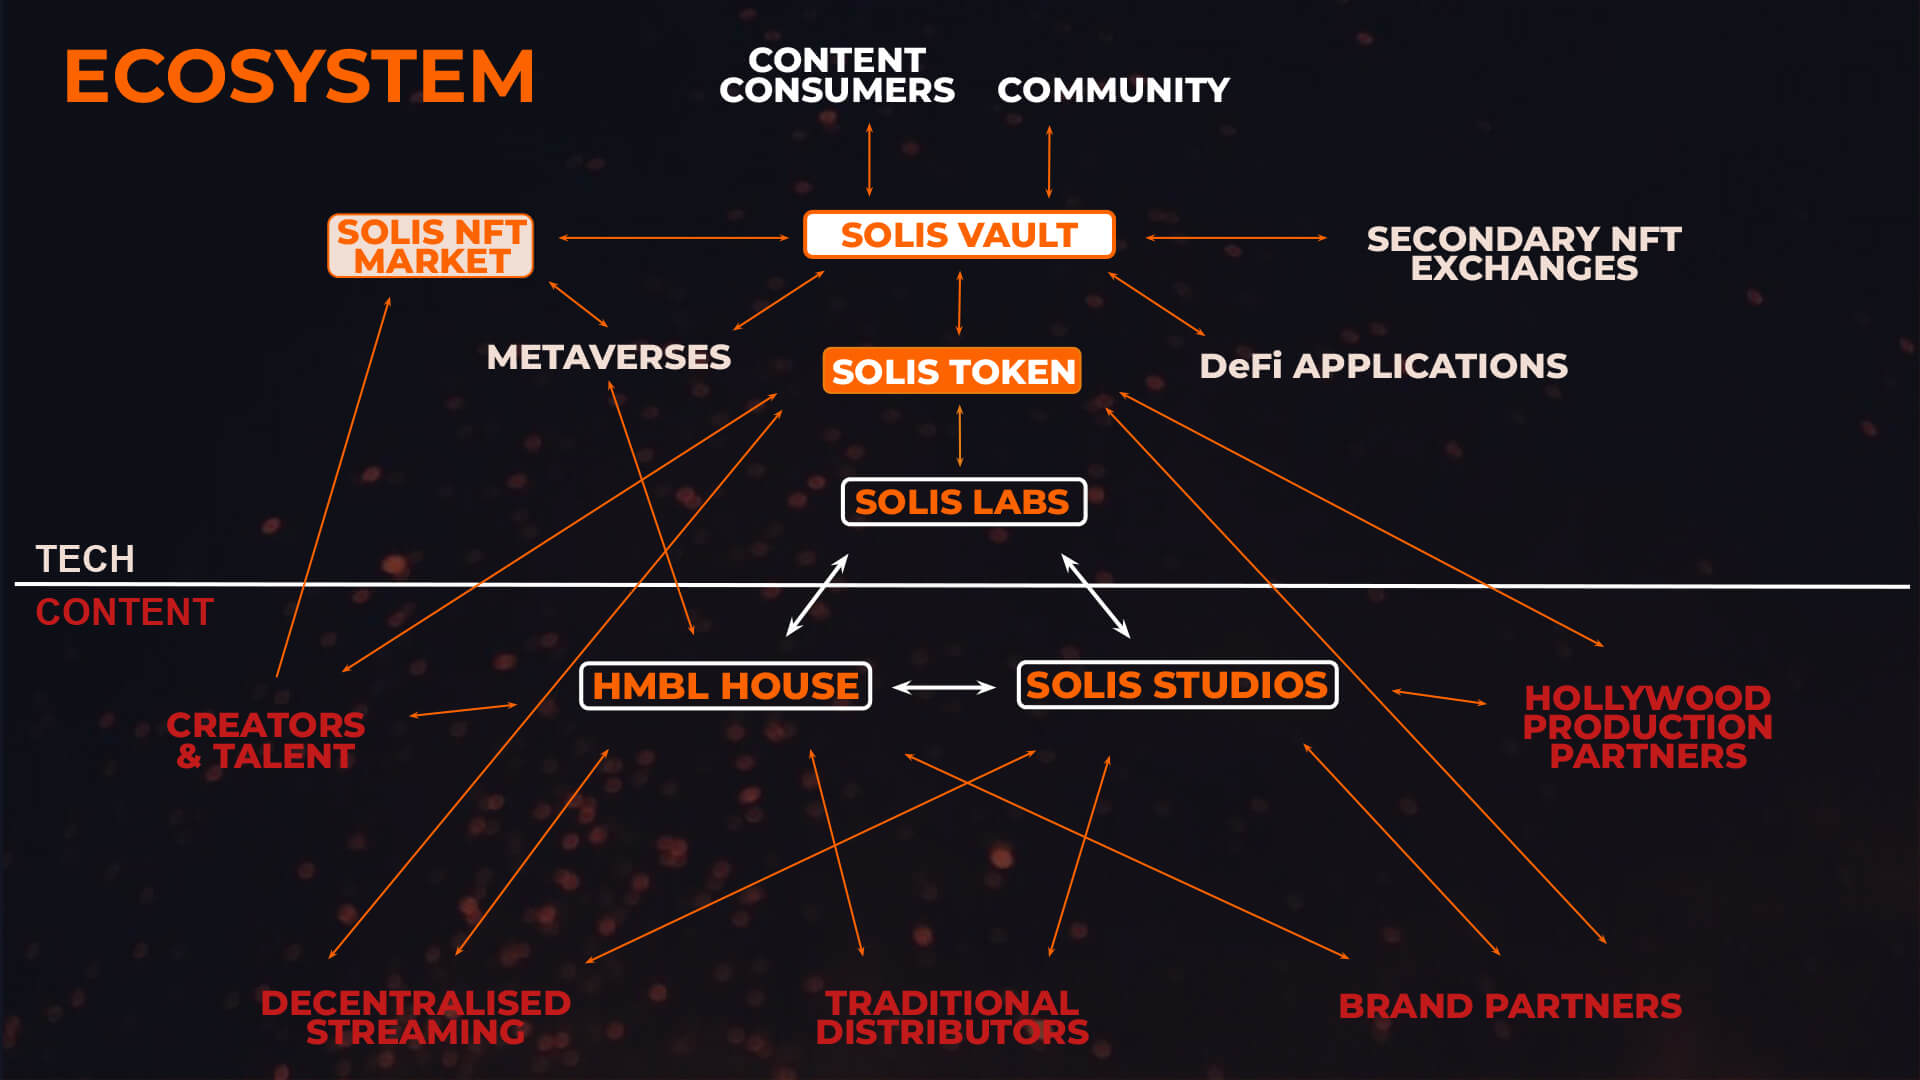 ECOSYSTEM
CONTENT
CONSUMERS
COMMUNITY
SOLIS NFT
MARKET
SOLIS VAULT
SECONDARY NFT
EXCHANGES
METAVERSES
SOLIS TOKEN
DeFi APPLICATIONS
SOLIS LABS
TECH
CONTENT
HMBL HOUSE
SOLIS STUDIOS
CREATORS
& TALENT
HOLLYWOOD
PRODUCTION
PARTNERS
DECENTRALISED
STREAMING
TRADITIONAL
DISTRIBUTORS
BRAND PARTNERS